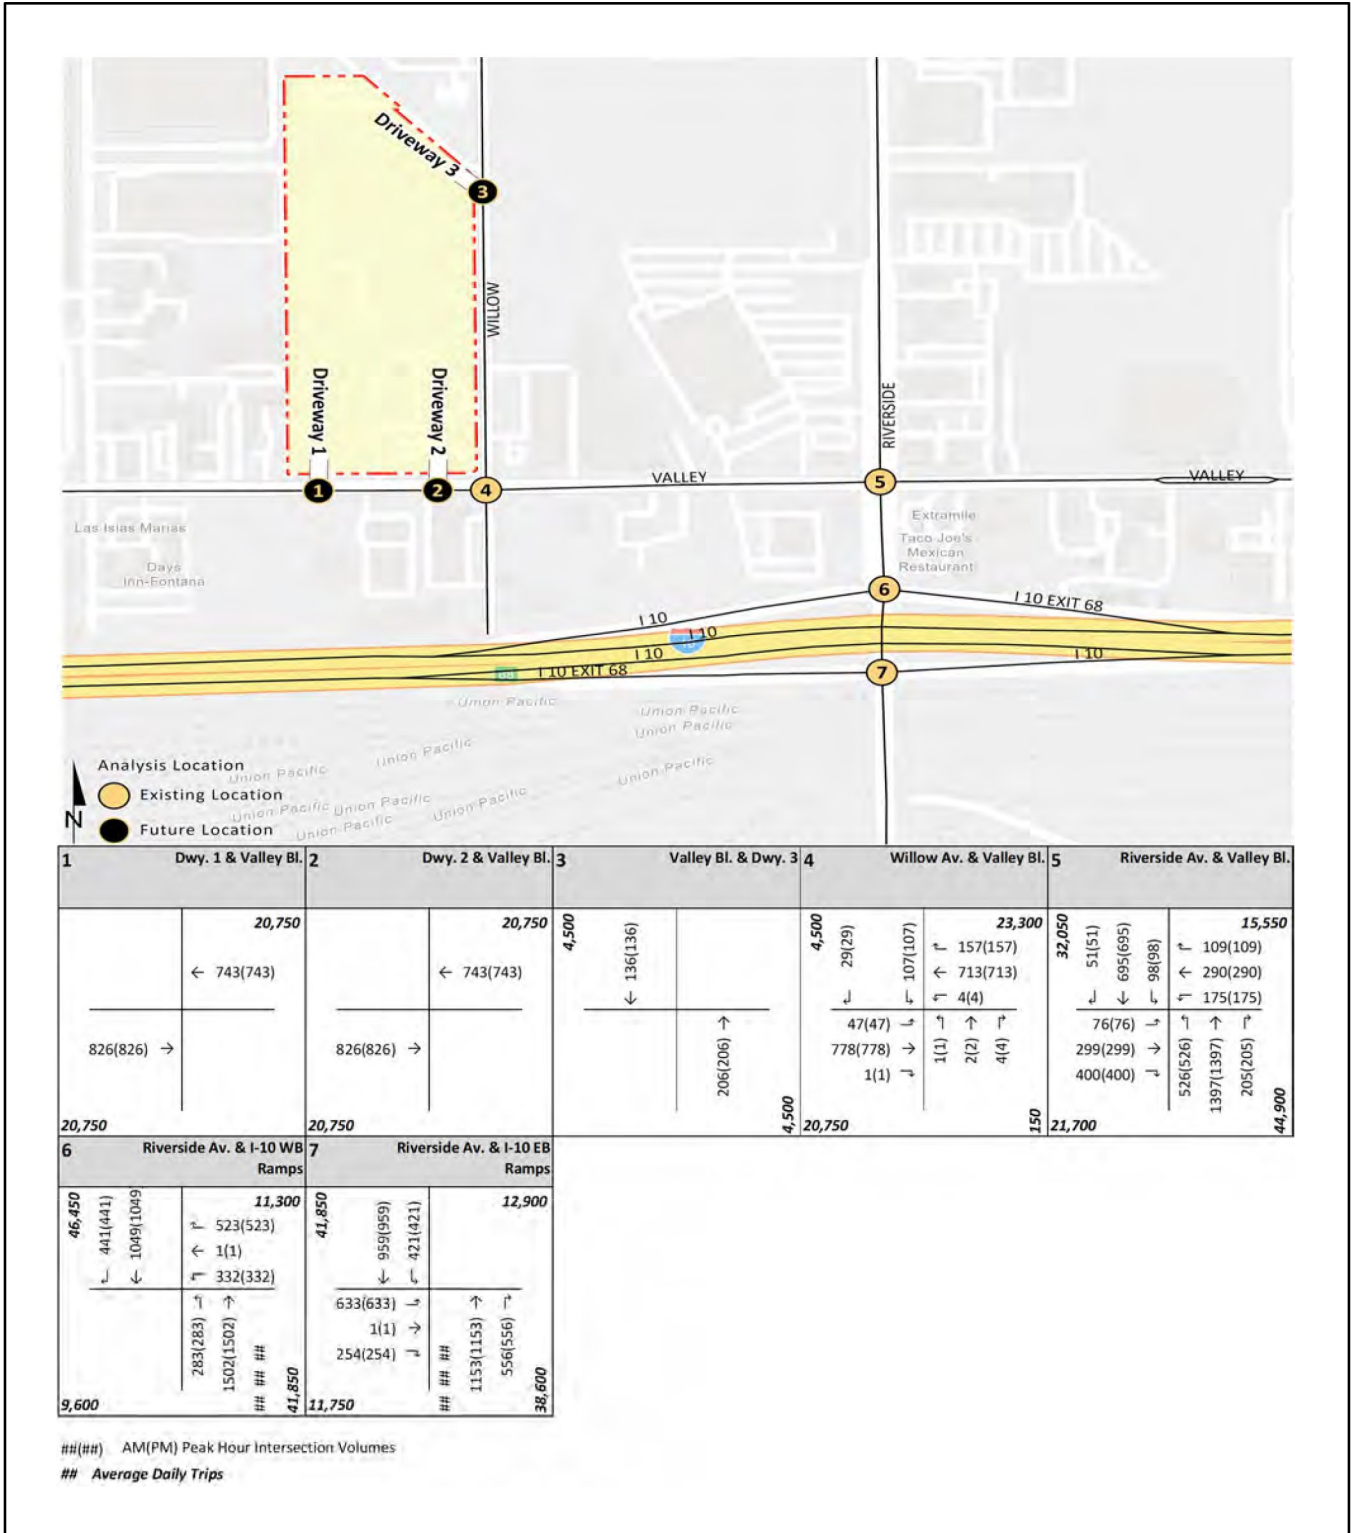 Driveway 3
3
WILLOW
RIVERSIDE
Driveway 1
Driveway 2
1
2
4
VALLEY
5
VALLEY
Las Islas Marias
Extramile
Taco Joe's
Mexican
Restaurant
Days
Inn-Fontana
6
I 10 EXIT 68
I 10
I 10
I 10
I 10
I 10 EXIT 68
7
Union Pacific
Union Pacific
Union Pacific
Union Pacific
Union Pacific
Union Pacific
Union Pacific
Union Pacific
Union Pacific
Union Pacific
Analysis Location
Existing Location
Future Location
N
1 Dwy. 1 & Valley Bl.
20,750
← 743(743)
826(826) →
20,750
2 Dwy. 2 & Valley Bl.
20,750
← 743(743)
826(826) →
20,750
3 Valley Bl. & Dwy. 3
4,500
136(136)
206(206)
4,500
4 Willow Av. & Valley Bl.
4,500
29(29)
107(107)
23,300
157(157)
← 713(713)
4(4)
47(47)
778(778) →
1(1)
1(1)
2(2)
4(4)
20,750
150
5 Riverside Av. & Valley Bl.
32,050
51(51)
695(695)
98(98)
15,550
109(109)
← 290(290)
175(175)
76(76)
299(299) →
400(400)
526(526)
1397(1397)
205(205)
21,700
44,900
6 Riverside Av. & I-10 WB
Ramps
46,450
441(441)
1049(1049
11,300
523(523)
← 1(1)
332(332)
283(283)
1502(1502)
## ## ##
## ##
41,850
9,600
7 Riverside Av. & I-10 EB
Ramps
41,850
959(959)
421(421)
12,900
633(633)
1(1) →
254(254)
## ## ##
1153(1153)
556(556)
38,600
11,750
##(##) AM(PM) Peak Hour Intersection Volumes
## Average Daily Trips